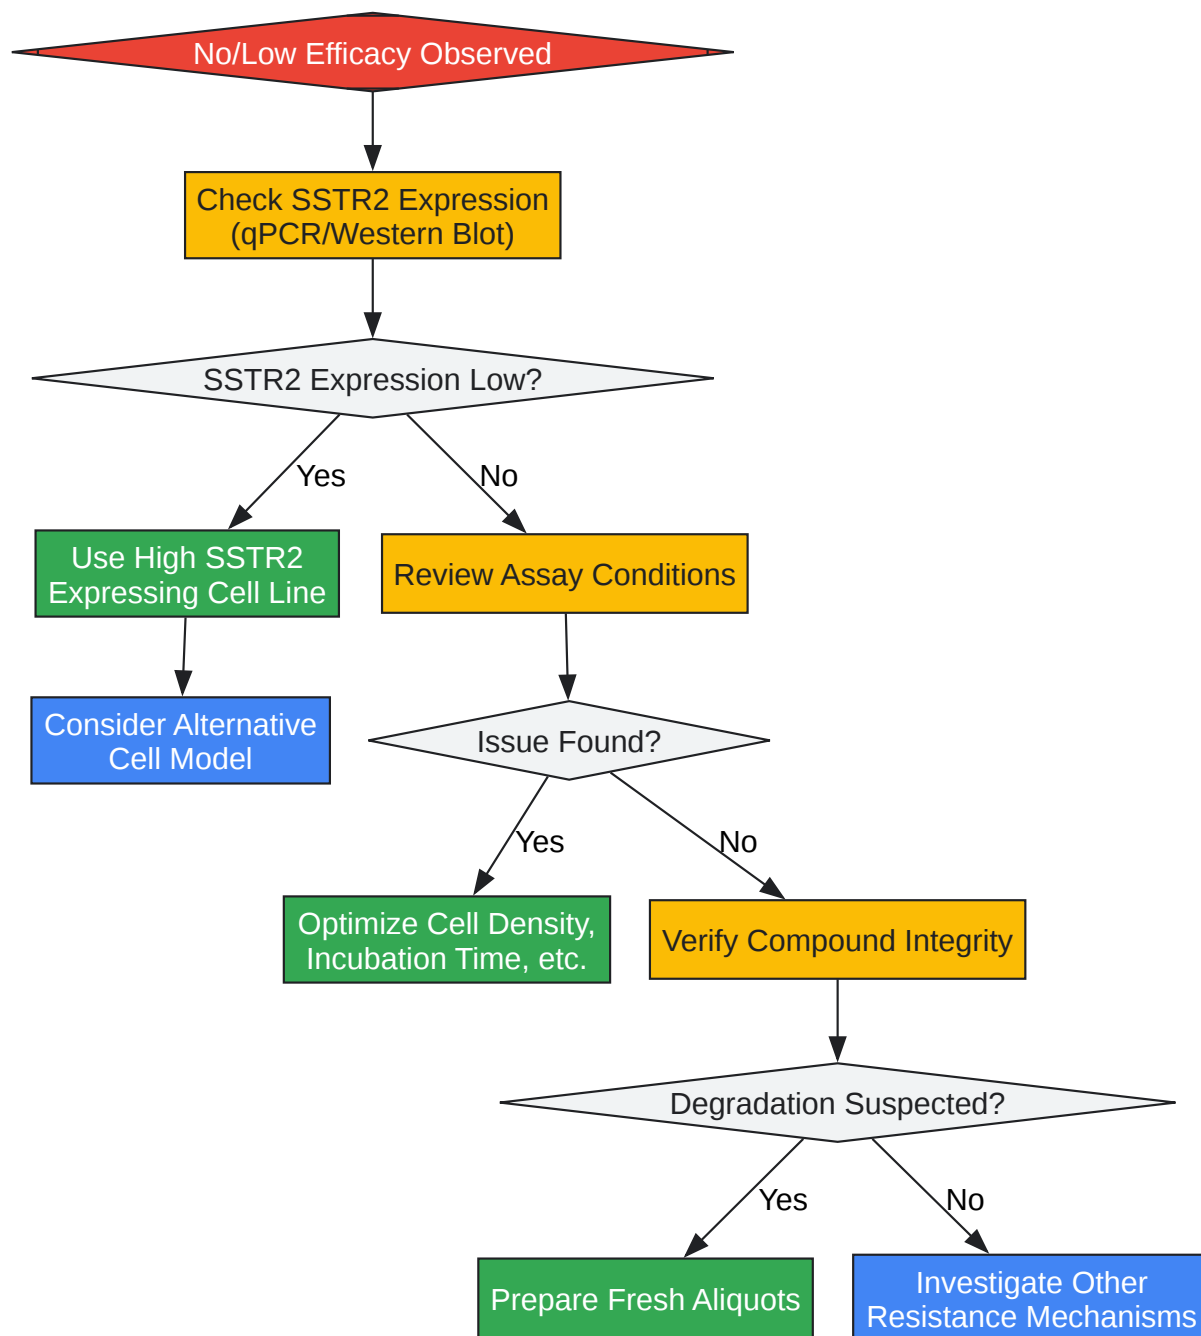 No/Low Efficacy Observed
Check SSTR2 Expression
(qPCR/Western Blot)
SSTR2 Expression Low?
Yes
No
Use High SSTR2
Expressing Cell Line
Review Assay Conditions
Consider Alternative
Cell Model
Issue Found?
Yes
No
Optimize Cell Density,
Incubation Time, etc.
Verify Compound Integrity
Degradation Suspected?
Yes
No
Prepare Fresh Aliquots
Investigate Other
Resistance Mechanisms